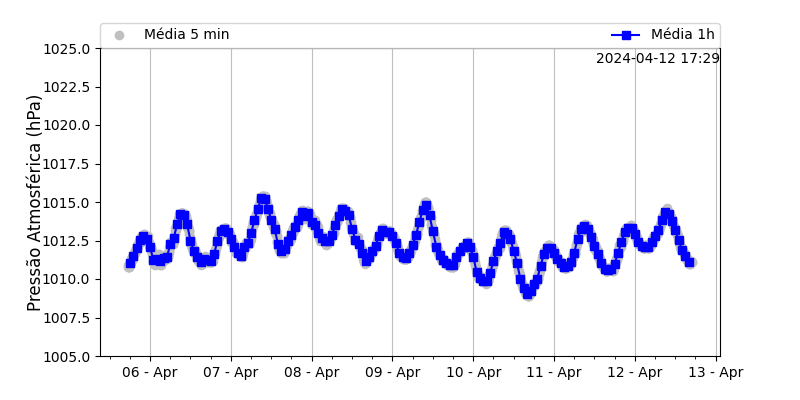 Média 5 min
Média 1h
2024-04-12 17:29
Pressão Atmosférica (hPa)
1025.0
1022.5
1020.0
1017.5
1015.0
1012.5
1010.0
1007.5
1005.0
06 - Apr
07 - Apr
08 - Apr
09 - Apr
10 - Apr
11 - Apr
12 - Apr
13 - Apr